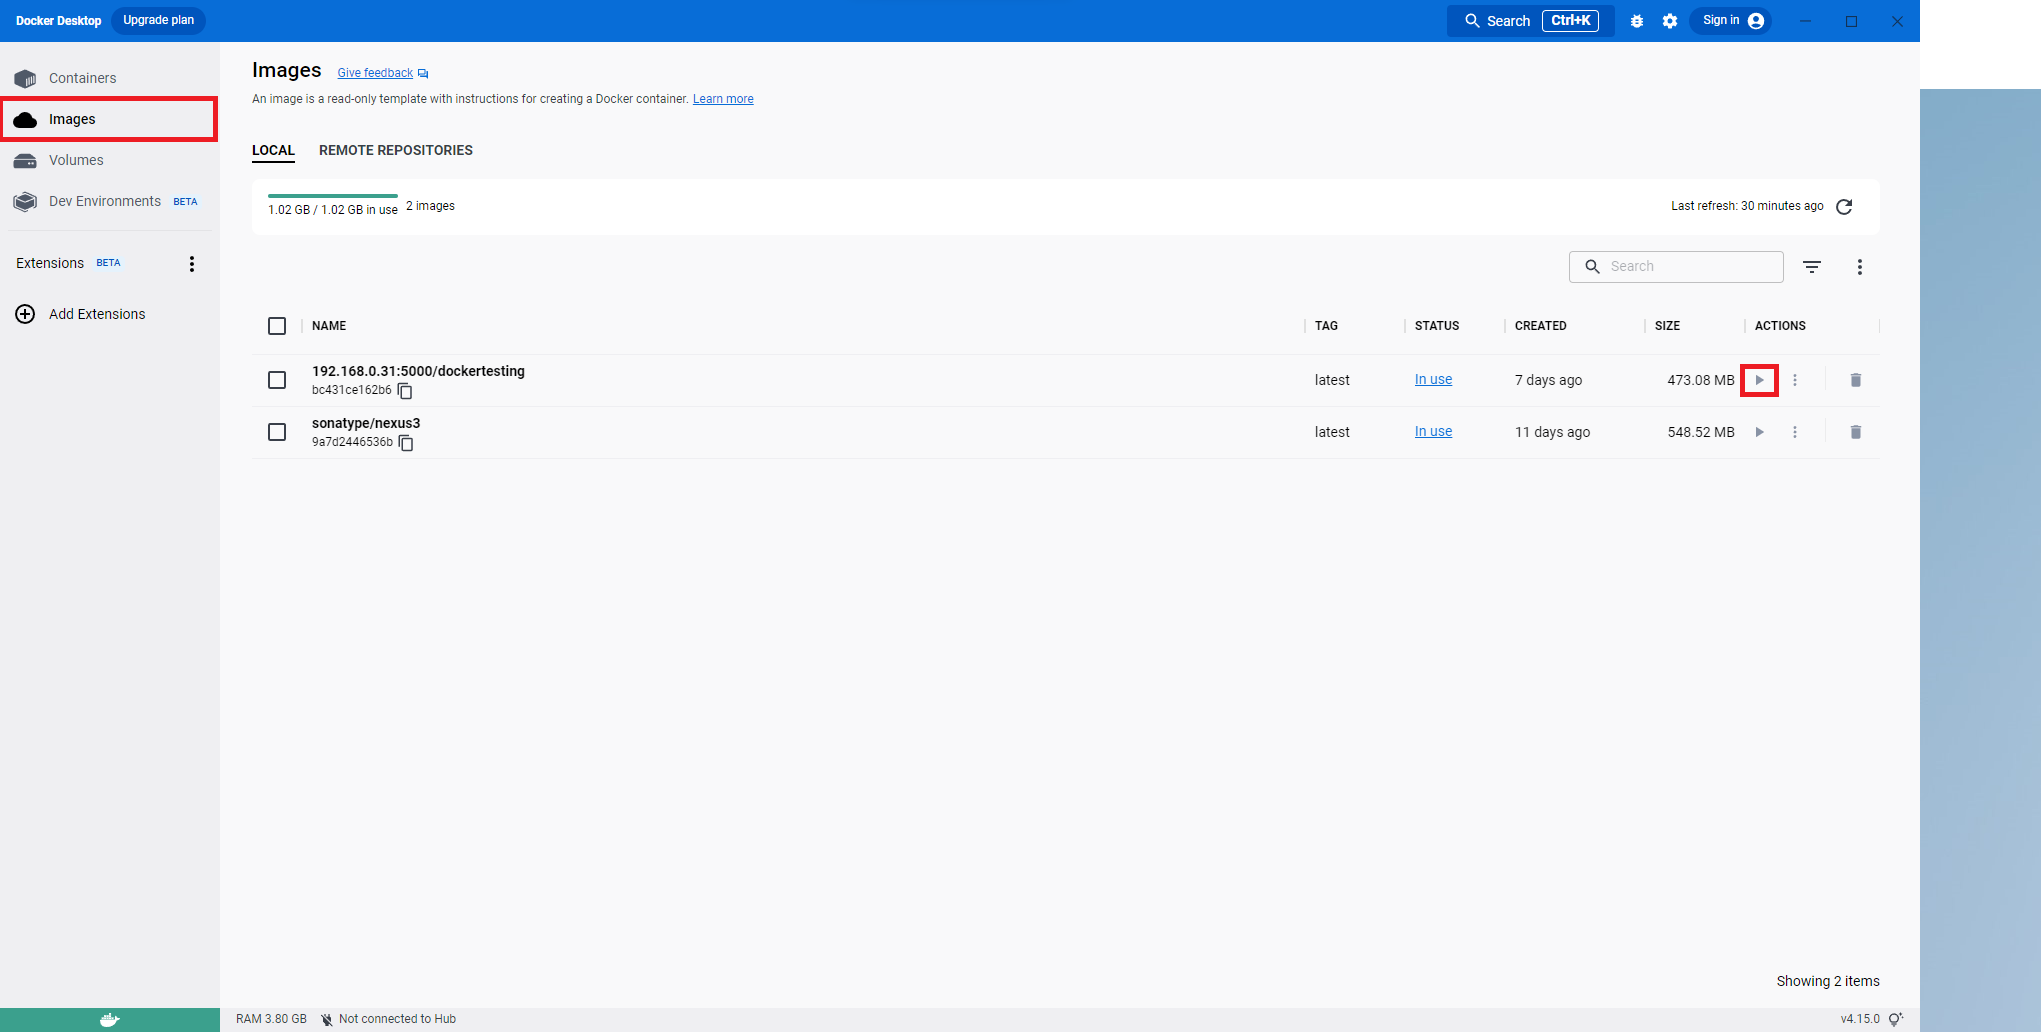 Docker Desktop Upgrade plan Search Ctrl+K Sign in
Containers
Images
Volumes
Dev Environments BETA
Extensions BETA
Add Extensions
Images Give feedback
An image is a read-only template with instructions for creating a Docker container. Learn more
LOCAL REMOTE REPOSITORIES
1.02 GB / 1.02 GB in use 2 images Last refresh: 30 minutes ago
Search
NAME TAG STATUS CREATED SIZE ACTIONS
192.168.0.31:5000/dockertesting
bc431ce162b6
latest In use 7 days ago 473.08 MB
sonatype/nexus3
9a7d2446536b
latest In use 11 days ago 548.52 MB
Showing 2 items
RAM 3.80 GB Not connected to Hub v4.15.0